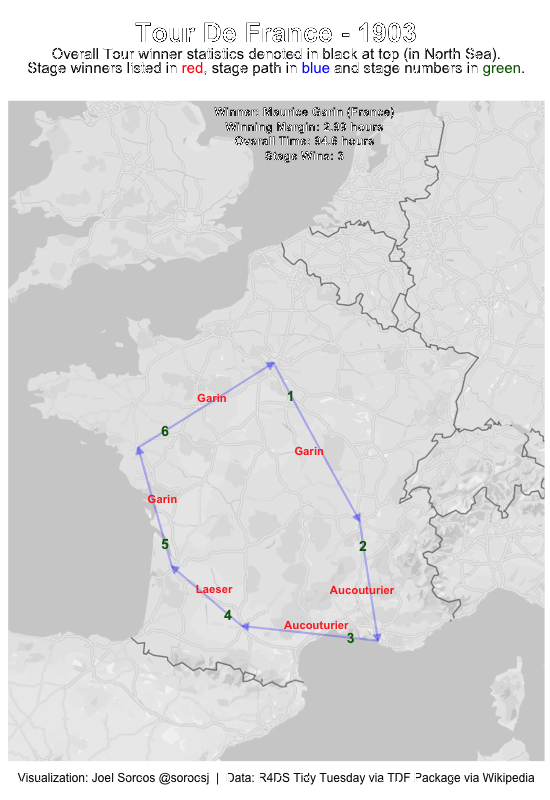 Tour De France - 1903
Overall Tour winner statistics denoted in black at top (in North Sea).
Stage winners listed in red, stage path in blue and stage numbers in green.
Winner: Maurice Garin (France)
Winning Margin: 2.99 hours
Overall Time: 94.6 hours
Stage Wins: 3
1
Garin
6
Garin
Garin
5
2
Laeser
Aucouturier
4
Aucouturier
3
Visualization: Joel Sorcos @sorocsj | Data: R4DS Tidy Tuesday via TDF Package via Wikipedia